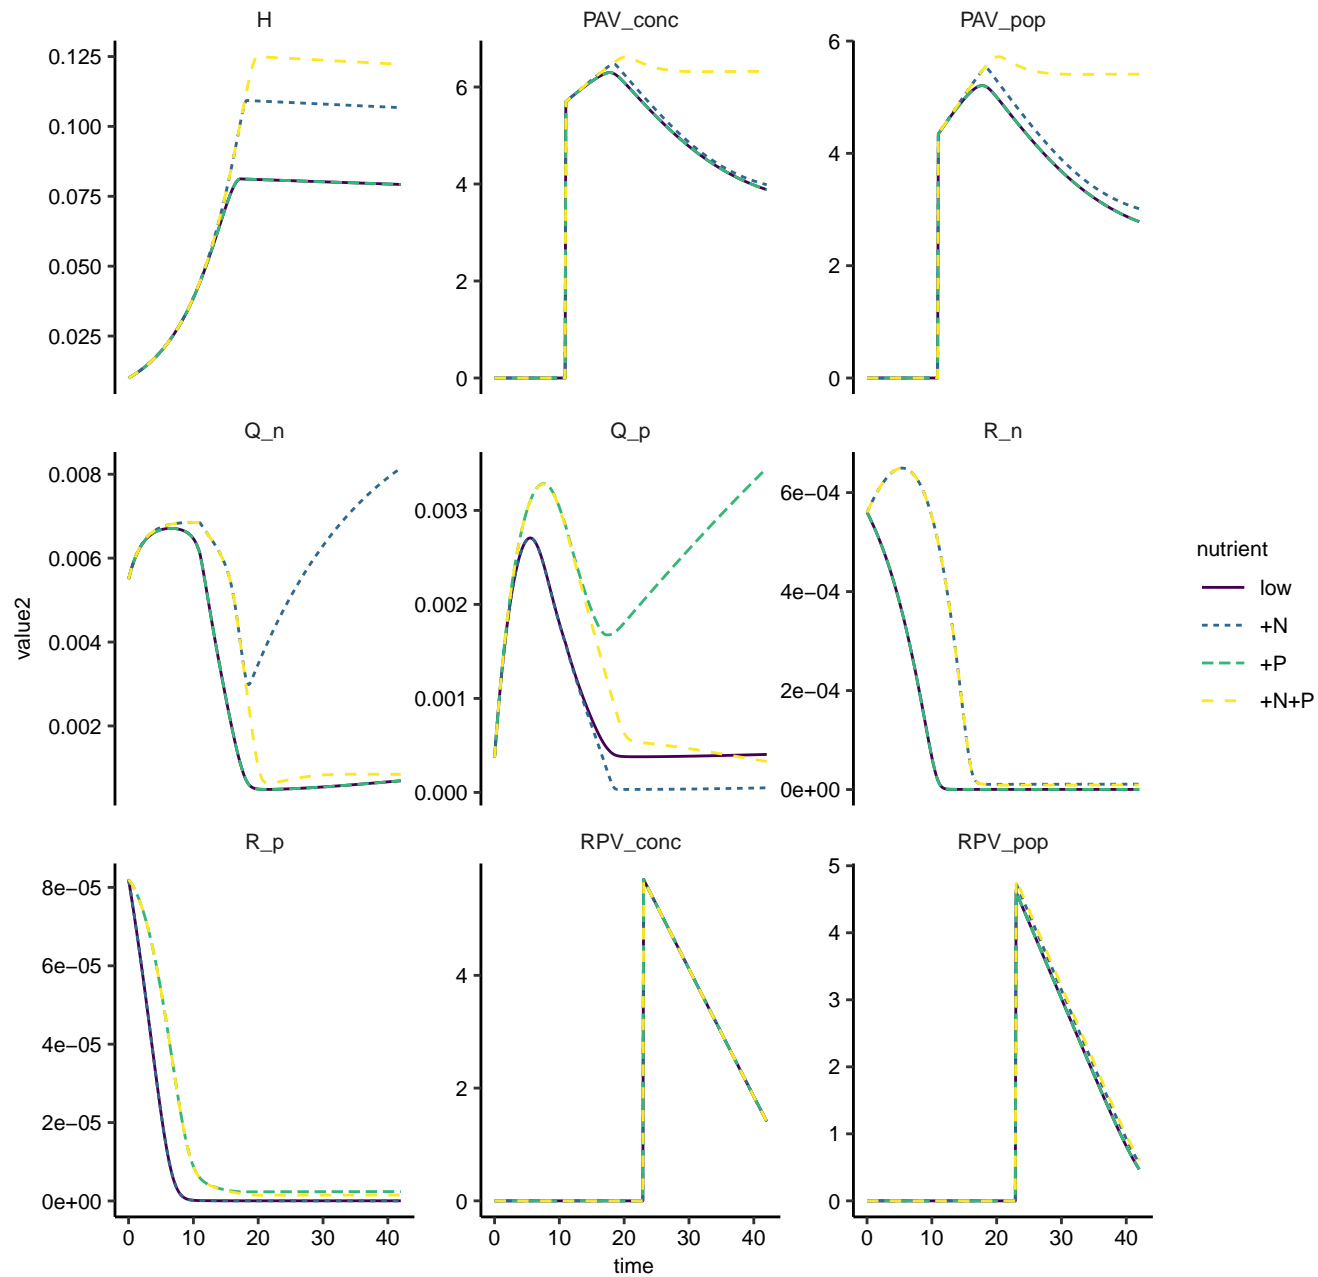 H
PAV_conc
PAV_pop
0.125
0.100
0.075
0.050
0.025
6
4
2
0
6
4
2
0
Q_n
Q_p
R_n
0.008
0.006
0.004
0.002
0.003
0.002
0.001
0.000
6e−04
4e−04
2e−04
0e+00
R_p
RPV_conc
RPV_pop
8e−05
6e−05
4e−05
2e−05
0e+00
4
2
0
5
4
3
2
1
0
0 10 20 30 40
0 10 20 30 40
0 10 20 30 40
time
value2
nutrient
low
+N
+P
+N+P